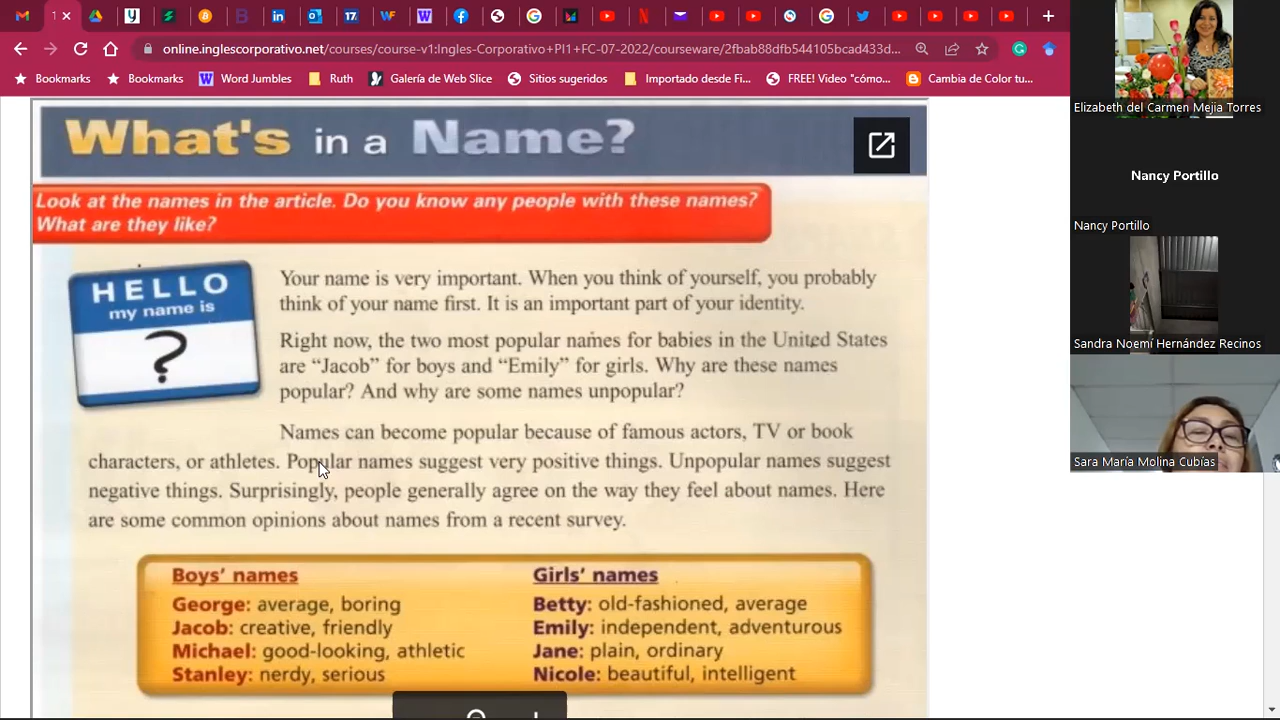 online.inglescorporativo.net/courses/course-v1:Ingles-Corporativo+PI1+FC-07-2022/courseware/2fbab88dfb544105bcad433d...
Bookmarks Bookmarks Word Jumbles Ruth Galería de Web Slice Sitios sugeridos Importado desde Fi... FREE! Video "cómo... Cambia de Color tu...
What's in a Name?
Look at the names in the article. Do you know any people with these names?
What are they like?
HELLO
my name is
?
Your name is very important. When you think of yourself, you probably
think of your name first. It is an important part of your identity.
Right now, the two most popular names for babies in the United States
are “Jacob” for boys and “Emily” for girls. Why are these names
popular? And why are some names unpopular?
Names can become popular because of famous actors, TV or book
characters, or athletes. Popular names suggest very positive things. Unpopular names suggest
negative things. Surprisingly, people generally agree on the way they feel about names. Here
are some common opinions about names from a recent survey.
Boys’ names
George: average, boring
Jacob: creative, friendly
Michael: good-looking, athletic
Stanley: nerdy, serious
Girls’ names
Betty: old-fashioned, average
Emily: independent, adventurous
Jane: plain, ordinary
Nicole: beautiful, intelligent
Elizabeth del Carmen Mejia Torres
Nancy Portillo
Nancy Portillo
Sandra Noemí Hernández Recinos
Sara María Molina Cubías